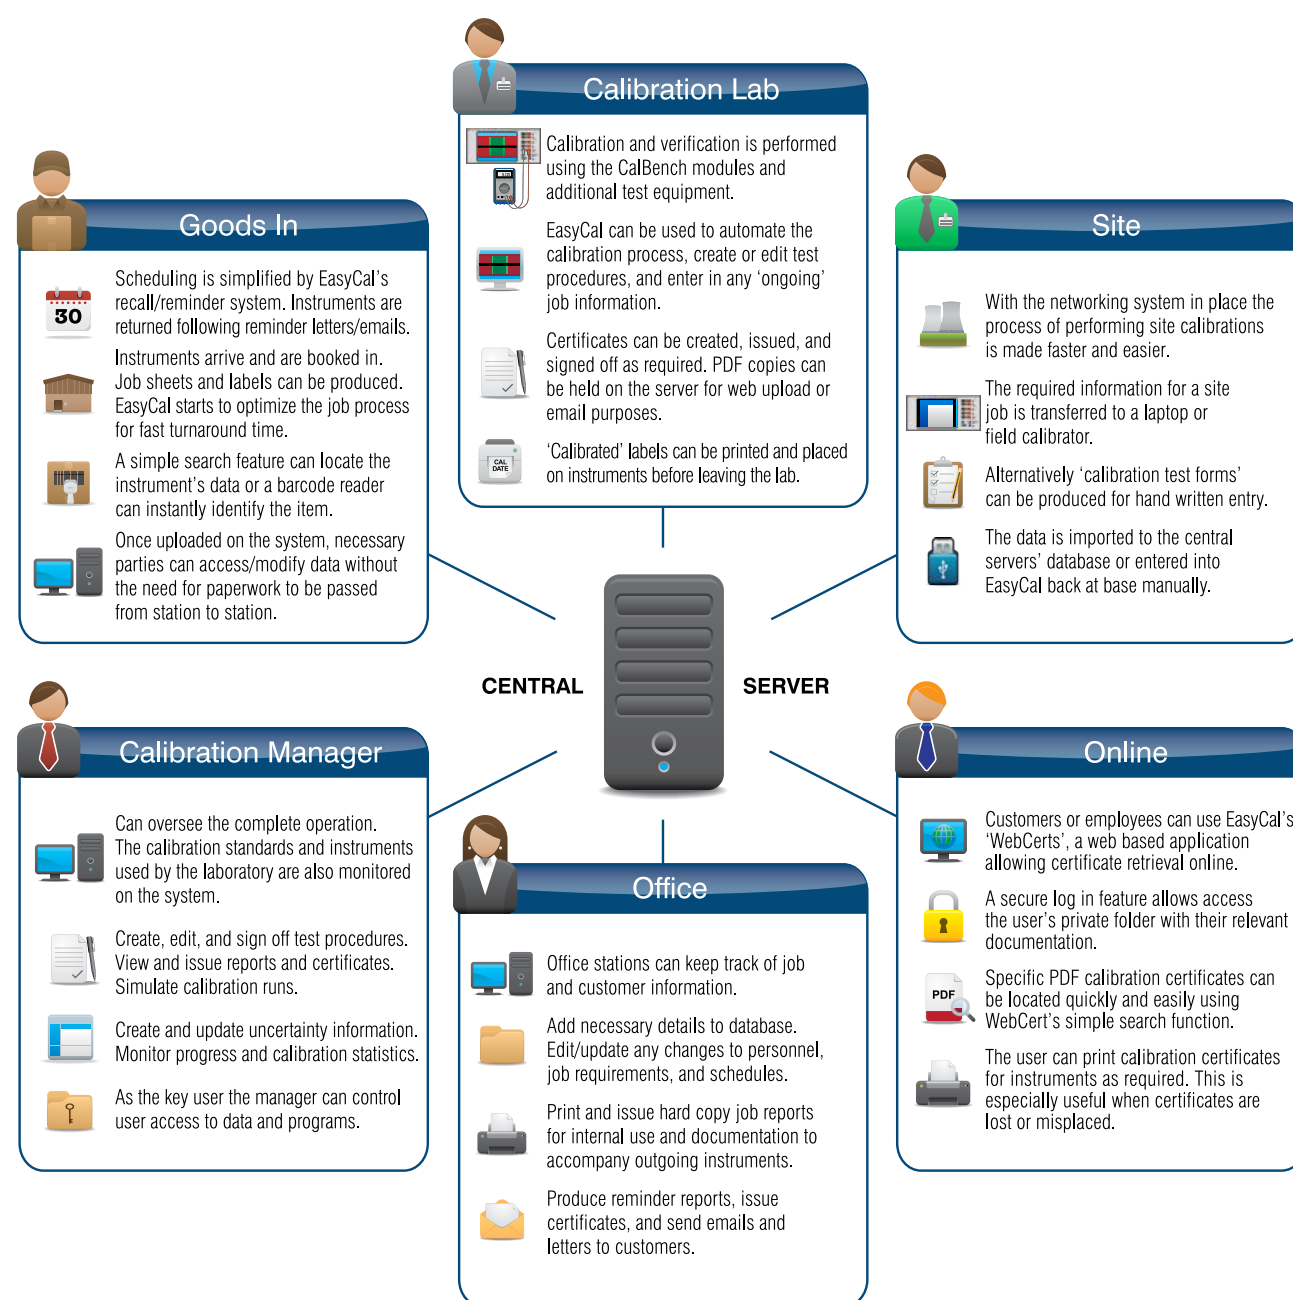 Calibration Lab
Calibration and verification is performed
using the CalBench modules and
additional test equipment.
EasyCal can be used to automate the
calibration process, create or edit test
procedures, and enter in any ‘ongoing’
job information.
Certificates can be created, issued, and
signed off as required. PDF copies can
be held on the server for web upload or
email purposes.
CAL
DATE
‘Calibrated’ labels can be printed and placed
on instruments before leaving the lab.
Goods In
30
Scheduling is simplified by EasyCal’s
recall/reminder system. Instruments are
returned following reminder letters/emails.
Instruments arrive and are booked in.
Job sheets and labels can be produced.
EasyCal starts to optimize the job process
for fast turnaround time.
A simple search feature can locate the
instrument’s data or a barcode reader
can instantly identify the item.
Once uploaded on the system, necessary
parties can access/modify data without
the need for paperwork to be passed
from station to station.
Site
With the networking system in place the
process of performing site calibrations
is made faster and easier.
The required information for a site
job is transferred to a laptop or
field calibrator.
Alternatively ‘calibration test forms’
can be produced for hand written entry.
The data is imported to the central
servers’ database or entered into
EasyCal back at base manually.
CENTRAL SERVER
Calibration Manager
Can oversee the complete operation.
The calibration standards and instruments
used by the laboratory are also monitored
on the system.
Create, edit, and sign off test procedures.
View and issue reports and certificates.
Simulate calibration runs.
Create and update uncertainty information.
Monitor progress and calibration statistics.
As the key user the manager can control
user access to data and programs.
Office
Office stations can keep track of job
and customer information.
Add necessary details to database.
Edit/update any changes to personnel,
job requirements, and schedules.
Print and issue hard copy job reports
for internal use and documentation to
accompany outgoing instruments.
Produce reminder reports, issue
certificates, and send emails and
letters to customers.
Online
Customers or employees can use EasyCal’s
‘WebCerts’, a web based application
allowing certificate retrieval online.
A secure log in feature allows access
the user’s private folder with their relevant
documentation.
PDF
Specific PDF calibration certificates can
be located quickly and easily using
WebCert’s simple search function.
The user can print calibration certificates
for instruments as required. This is
especially useful when certificates are
lost or misplaced.